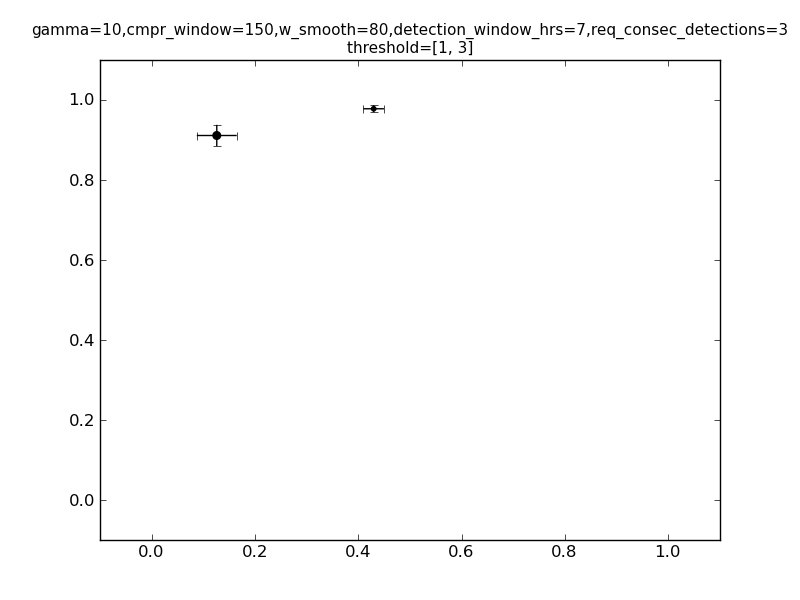 gamma=10,cmpr_window=150,w_smooth=80,detection_window_hrs=7,req_consec_detections=3
threshold=[1, 3]
1.0
0.8
0.6
0.4
0.2
0.0
0.0 0.2 0.4 0.6 0.8 1.0